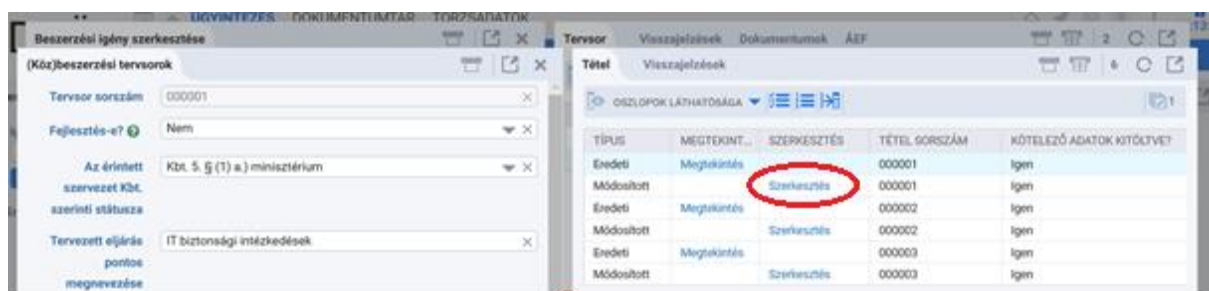 ÜGYINTÉZÉS DOKUMENTUMTÁR TÖRZSADATOK
Beszerzési igény szerkesztése
Tervsor Visszajelzések Dokumentumok ÁEF 2
(Köz)beszerzési tervsorok
Tétel Visszajelzések 6
Tervsor sorszám 000001
OSZLOPOK LÁTHATÓSÁGA 1
Fejlesztés-e? Nem
TÍPUS MEGTEKINT... SZERKESZTÉS TÉTEL SORSZÁM KÖTELEZŐ ADATOK KITÖLTVE?
Az érintett szervezet Kbt. szerinti státusza
Kbt. 5. § (1) a.) minisztérium
Eredeti Megtekintés 000001 Igen
Módosított Szerkesztés 000001 Igen
Eredeti Megtekintés 000002 Igen
Módosított Szerkesztés 000002 Igen
Tervezett eljárás pontos megnevezése
IT biztonsági intézkedések
Eredeti Megtekintés 000003 Igen
Módosított Szerkesztés 000003 Igen